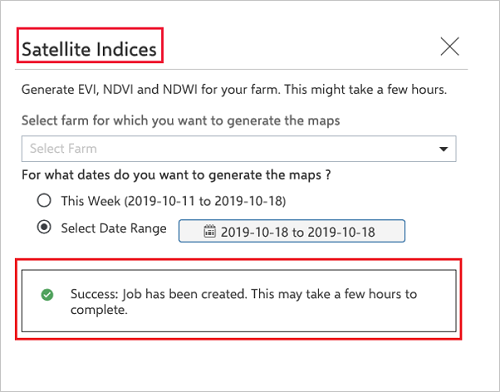 Satellite Indices
Generate EVI, NDVI and NDWI for your farm. This might take a few hours.
Select farm for which you want to generate the maps
Select Farm
For what dates do you want to generate the maps ?
This Week (2019-10-11 to 2019-10-18)
Select Date Range
2019-10-18 to 2019-10-18
Success: Job has been created. This may take a few hours to
complete.